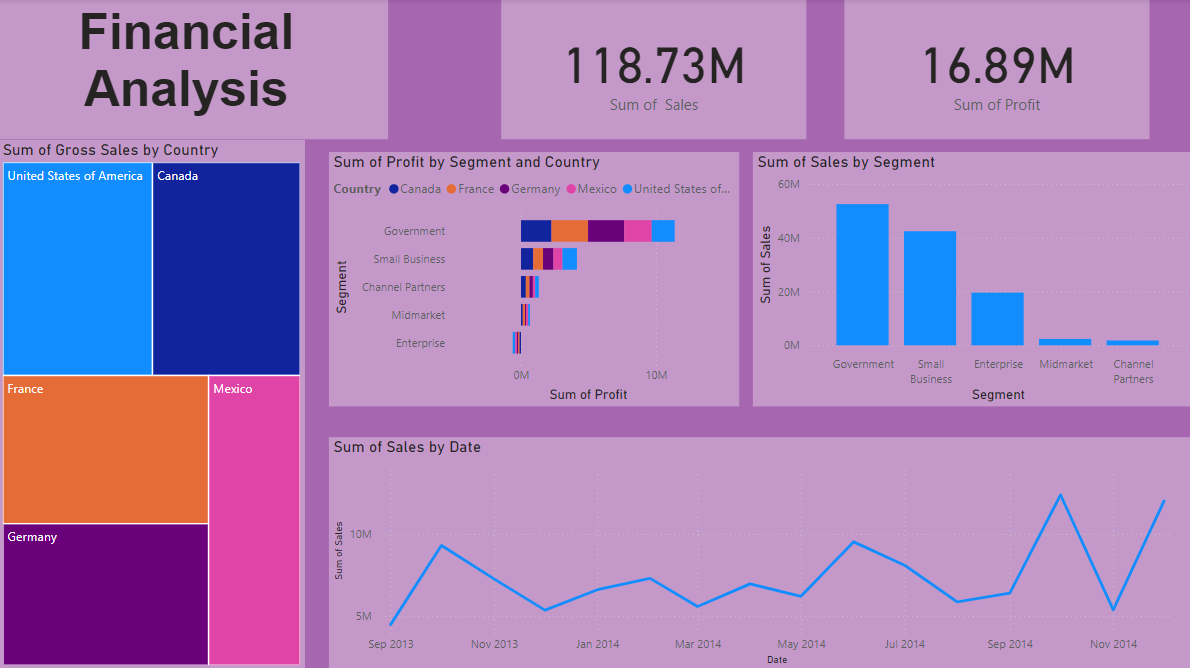 Financial
Analysis
118.73M
Sum of  Sales
16.89M
Sum of Profit
Sum of Gross Sales by Country
United States of America
Canada
France
Mexico
Germany
Sum of Profit by Segment and Country
Country
Canada
France
Germany
Mexico
United States of...
Segment
Government
Small Business
Channel Partners
Midmarket
Enterprise
0M
10M
Sum of Profit
Sum of Sales by Segment
Sum of Sales
60M
40M
20M
0M
Government
Small
Business
Enterprise
Midmarket
Channel
Partners
Segment
Sum of Sales by Date
Sum of Sales
10M
5M
Sep 2013
Nov 2013
Jan 2014
Mar 2014
May 2014
Jul 2014
Sep 2014
Nov 2014
Date